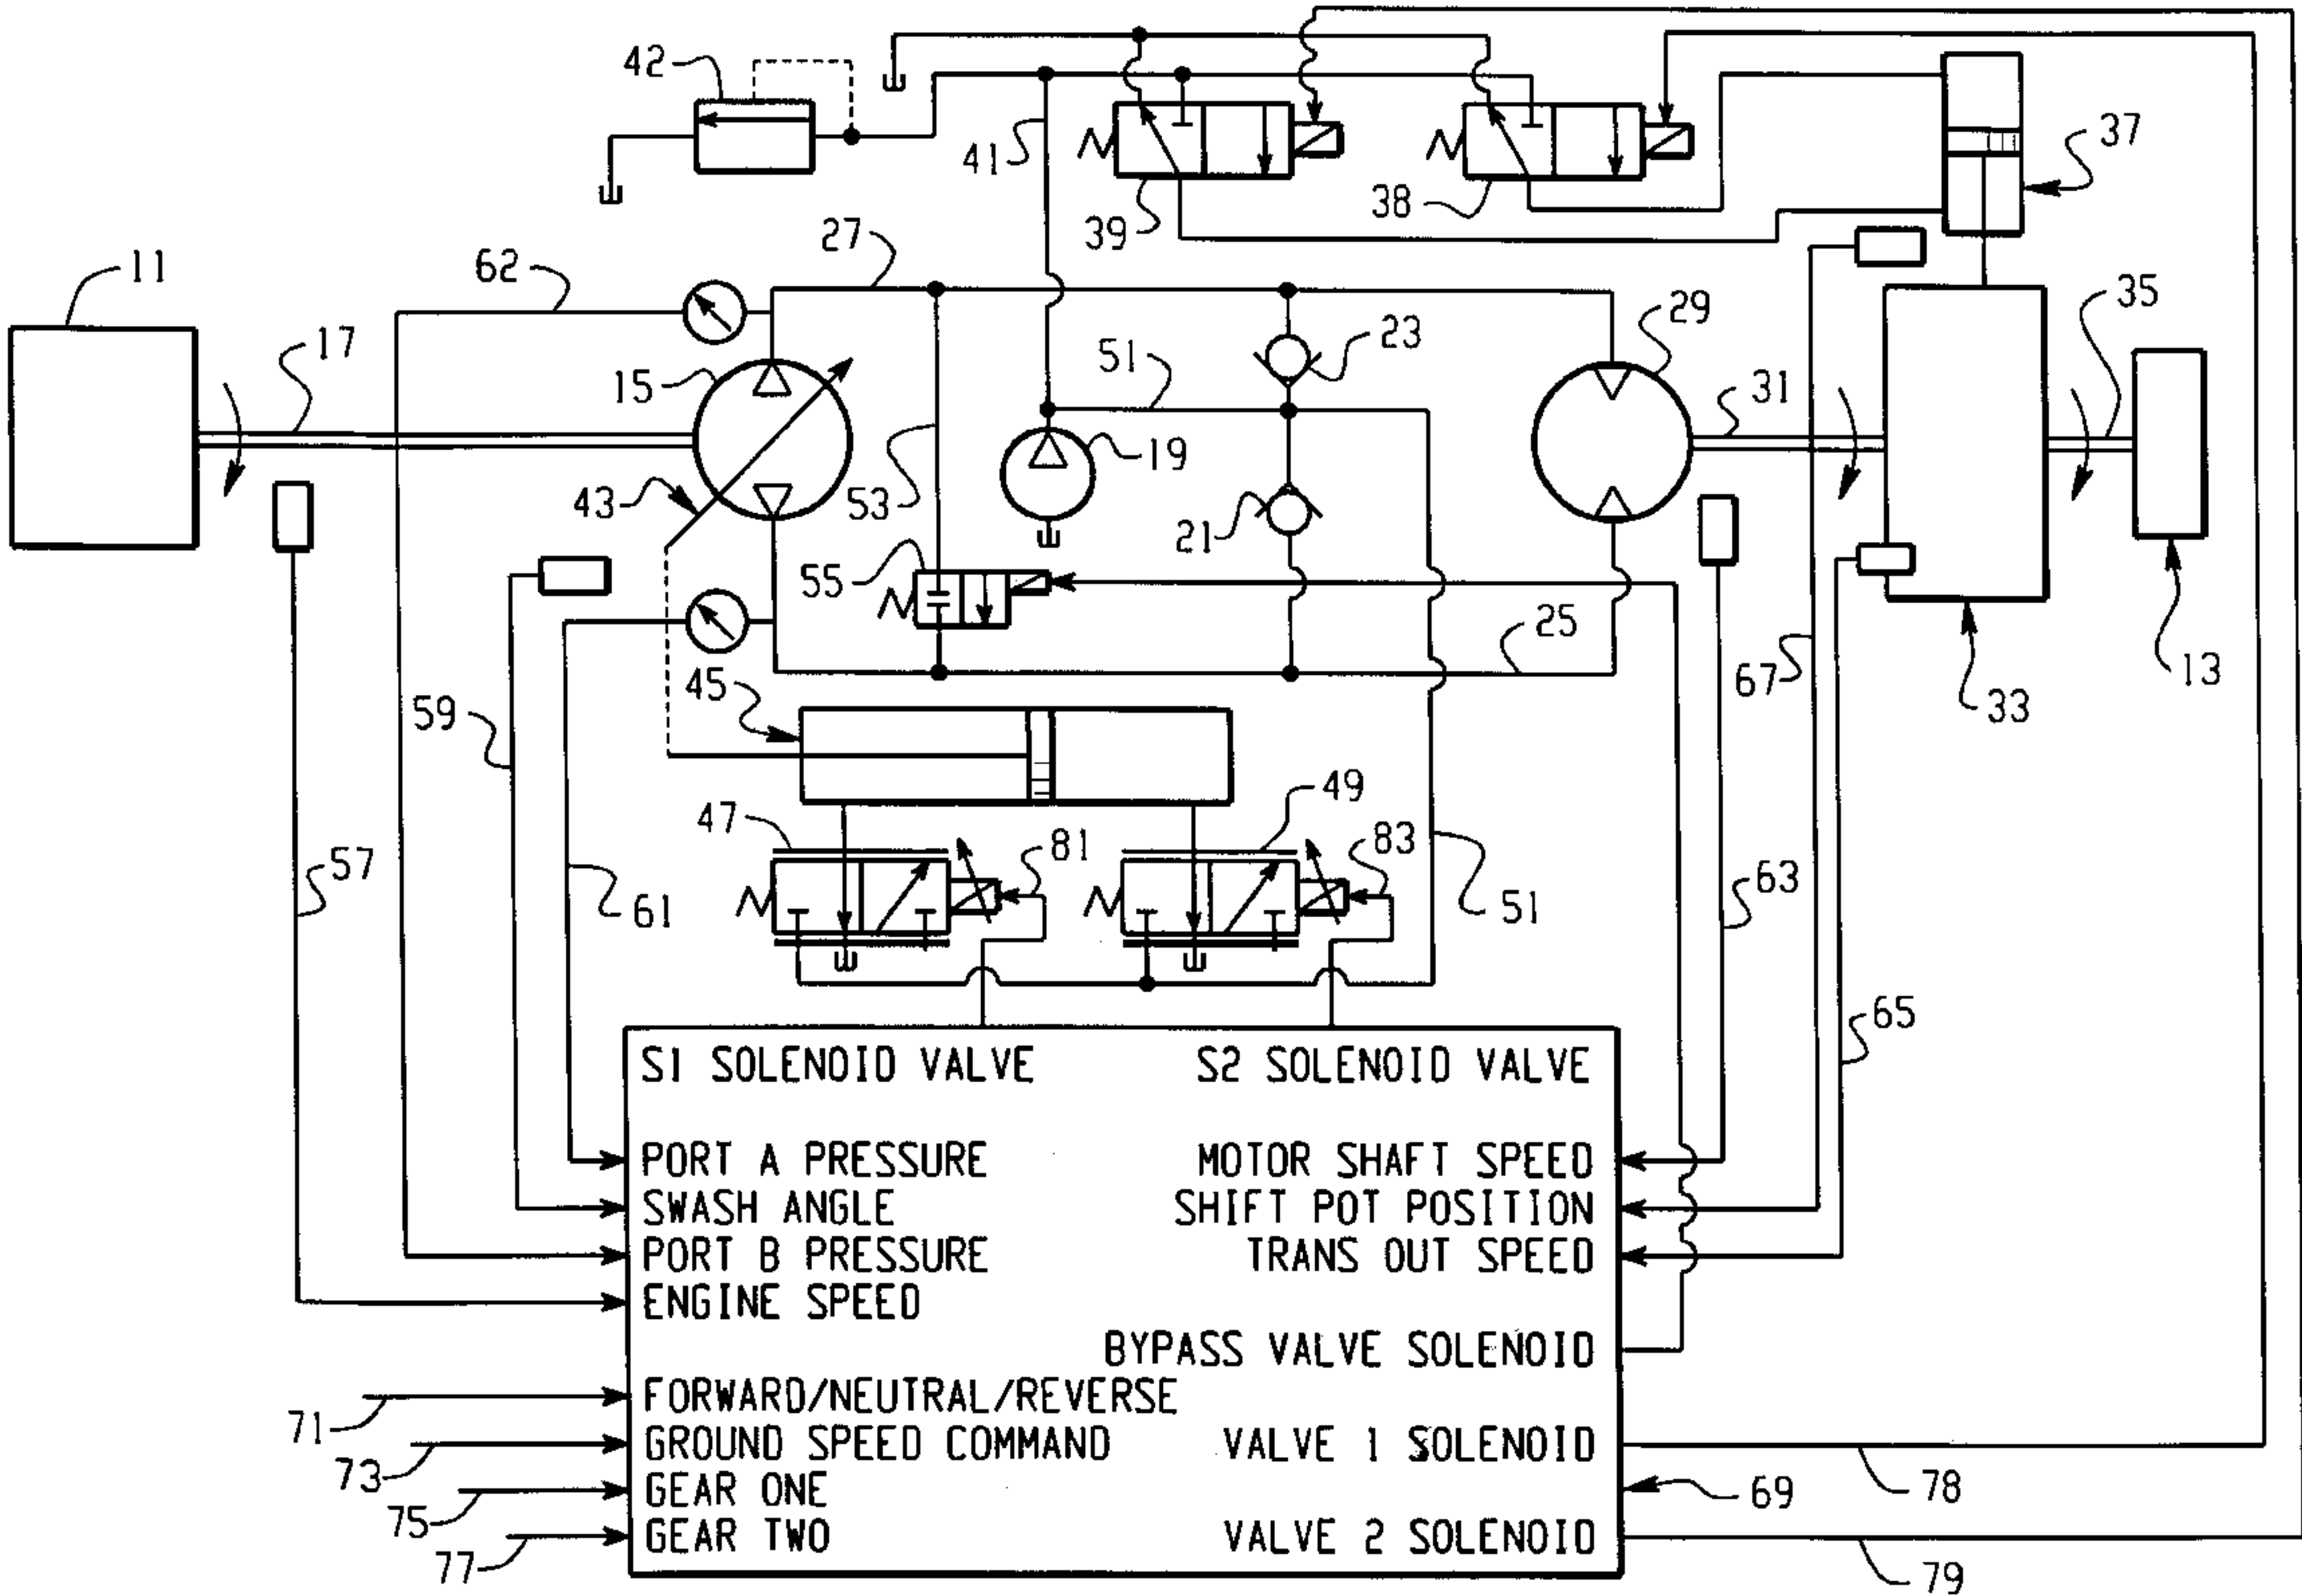 42
41
39
38
37
11
17
62
27
15
43
53
19
51
23
21
29
31
35
55
25
45
59
61
57
47
81
49
83
51
63
67
65
33
13
S1 SOLENOID VALVE
S2 SOLENOID VALVE
PORT A PRESSURE
MOTOR SHAFT SPEED
SWASH ANGLE
SHIFT POT POSITION
PORT B PRESSURE
TRANS OUT SPEED
ENGINE SPEED
BYPASS VALVE SOLENOID
71
FORWARD/NEUTRAL/REVERSE
73
GROUND SPEED COMMAND
VALVE 1 SOLENOID
78
75
GEAR ONE
69
77
GEAR TWO
VALVE 2 SOLENOID
79